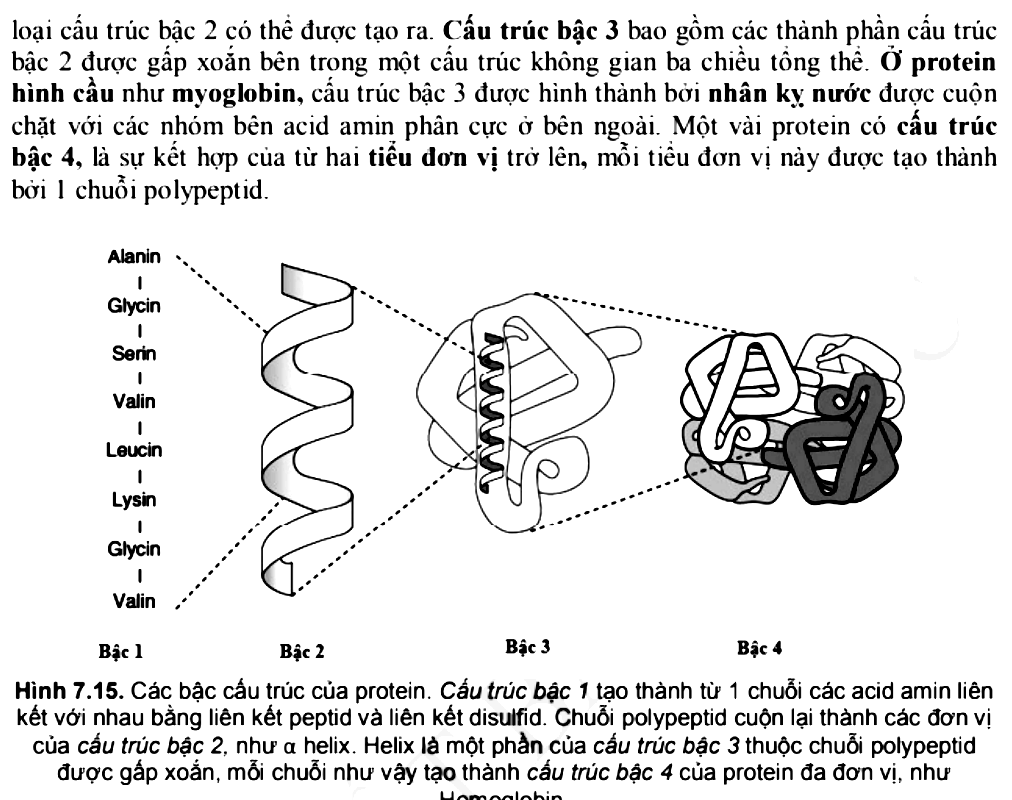 loại cấu trúc bậc 2 có thể được tạo ra. Cấu trúc bậc 3 bao gồm các thành phần cấu trúc
bậc 2 được gấp xoắn bên trong một cấu trúc không gian ba chiều tổng thể. Ở protein
hình cầu như myoglobin, cấu trúc bậc 3 được hình thành bởi nhân kỵ nước được cuộn
chặt với các nhóm bên acid amin phân cực ở bên ngoài. Một vài protein có cấu trúc
bậc 4, là sự kết hợp của từ hai tiểu đơn vị trở lên, mỗi tiểu đơn vị này được tạo thành
bởi 1 chuỗi polypeptid.
Alanin
Glycin
Serin
Valin
Leucin
Lysin
Glycin
Valin
Bậc 1
Bậc 2
Bậc 3
Bậc 4
Hình 7.15. Các bậc cấu trúc của protein. Cấu trúc bậc 1 tạo thành từ 1 chuỗi các acid amin liên
kết với nhau bằng liên kết peptid và liên kết disulfid. Chuỗi polypeptid cuộn lại thành các đơn vị
của cấu trúc bậc 2, như α helix. Helix là một phần của cấu trúc bậc 3 thuộc chuỗi polypeptid
được gấp xoắn, mỗi chuỗi như vậy tạo thành cấu trúc bậc 4 của protein đa đơn vị, như
Hemoglobin